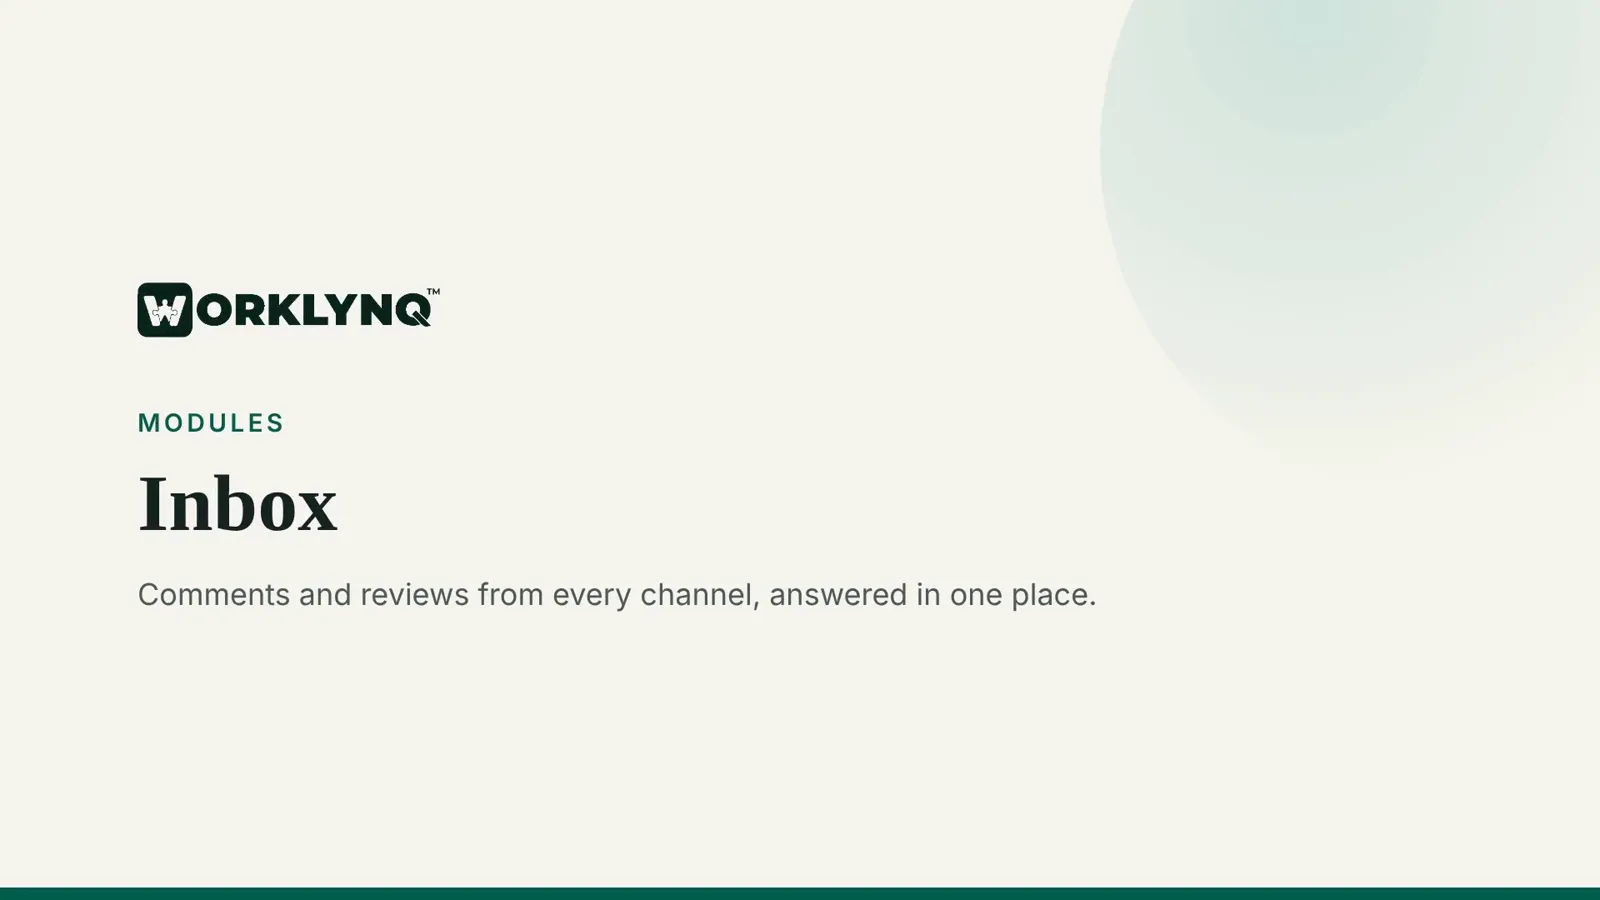 WORKLYNQ™
MODULES
Inbox
Comments and reviews from every channel, answered in one place.